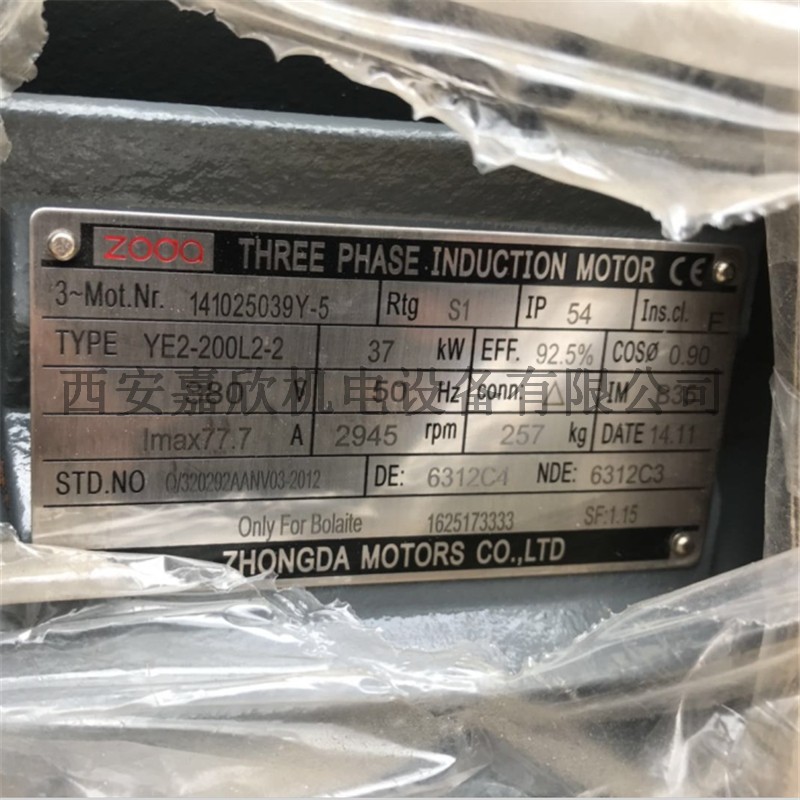 zoda THREE PHASE INDUCTION MOTOR CE
3~Mot.Nr. 141025039Y-5 Rtg S1 IP 54 Ins.cl. F
TYPE YE2-200L2-2 37 kW EFF. 92.5% COSØ 0.90
380 V 50 Hz conn. △ IM B35
西安嘉欣机电设备有限公司
Imax77.7 A 2945 rpm 257 kg DATE 14.11
STD.NO Q/320292AANV03-2012 DE: 6312C4 NDE: 6312C3
Only For Bolaite 1625173333 SF:1.15
ZHONGDA MOTORS CO.,LTD